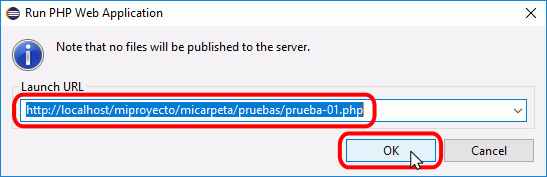 Run PHP Web Application
Note that no files will be published to the server.
Launch URL
http://localhost/miproyecto/micarpeta/pruebas/prueba-01.php
OK
Cancel